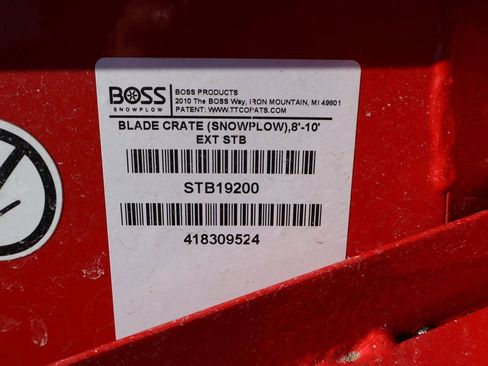 BOSS
SNOWPLOW
BOSS PRODUCTS
2010 The BOSS Way, IRON MOUNTAIN, MI 49801
PATENT: WWW.TTCOPATS.COM
BLADE CRATE (SNOWPLOW),8'-10'
EXT STB
STB19200
418309524